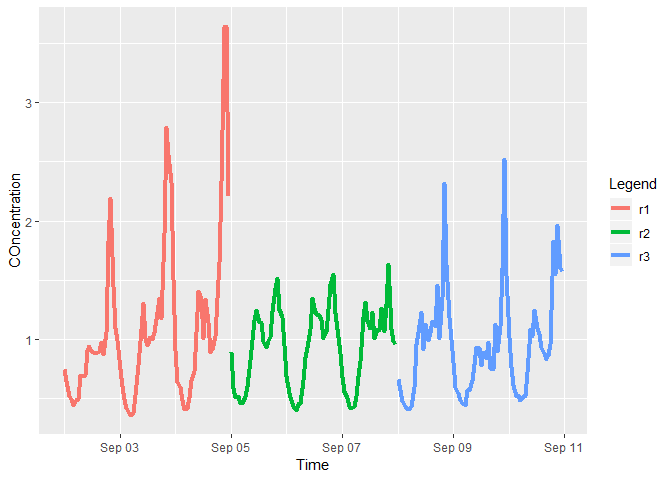 3
2
1
COncentration
Sep 03 Sep 05 Sep 07 Sep 09 Sep 11
Time
Legend
r1
r2
r3